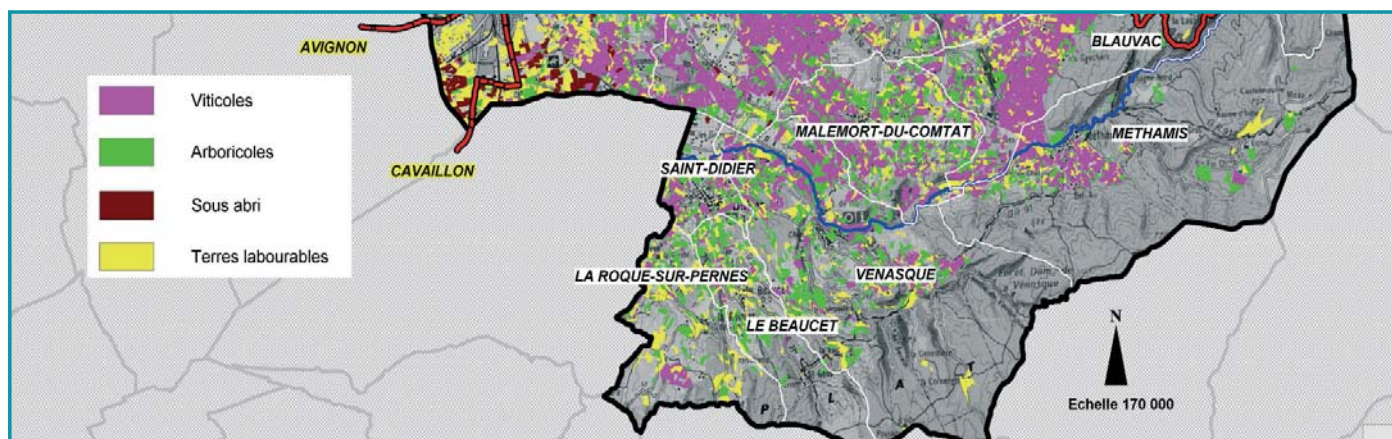 AVIGNON
BLAUVAC
Viticoles
Arboricoles
Sous abri
Terres labourables
CAVAILLON
MALEMORT-DU-COMTAT
METHAMIS
SAINT-DIDIER
LA ROQUE-SUR-PERNES
VENASQUE
LE BEAUCET
Venasque
N
P L A T
Echelle 170 000